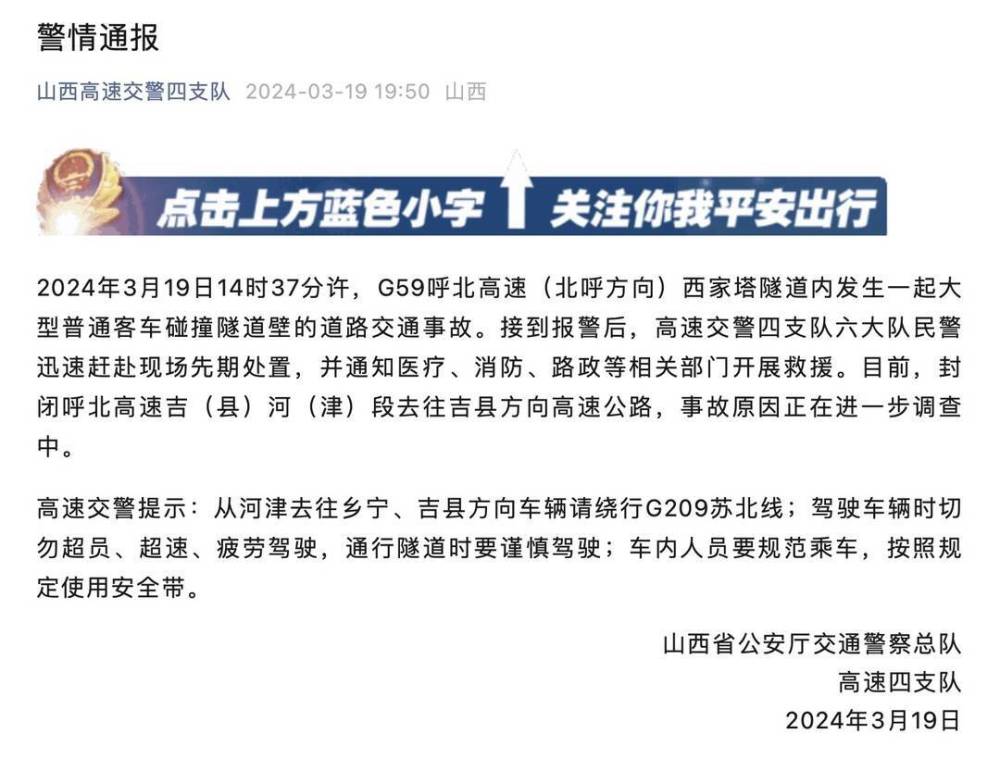 警情通报
山西高速交警四支队 2024-03-19 19:50 山西
点击上方蓝色小字 关注你我平安出行
2024年3月19日14时37分许，G59呼北高速（北呼方向）西家塔隧道内发生一起大
型普通客车碰撞隧道壁的道路交通事故。接到报警后，高速交警四支队六大队民警
迅速赶赴现场先期处置，并通知医疗、消防、路政等相关部门开展救援。目前，封
闭呼北高速吉（县）河（津）段去往吉县方向高速公路，事故原因正在进一步调查
中。
高速交警提示：从河津去往乡宁、吉县方向车辆请绕行G209苏北线；驾驶车辆时切
勿超员、超速、疲劳驾驶，通行隧道时要谨慎驾驶；车内人员要规范乘车，按照规
定使用安全带。
山西省公安厅交通警察总队
高速四支队
2024年3月19日